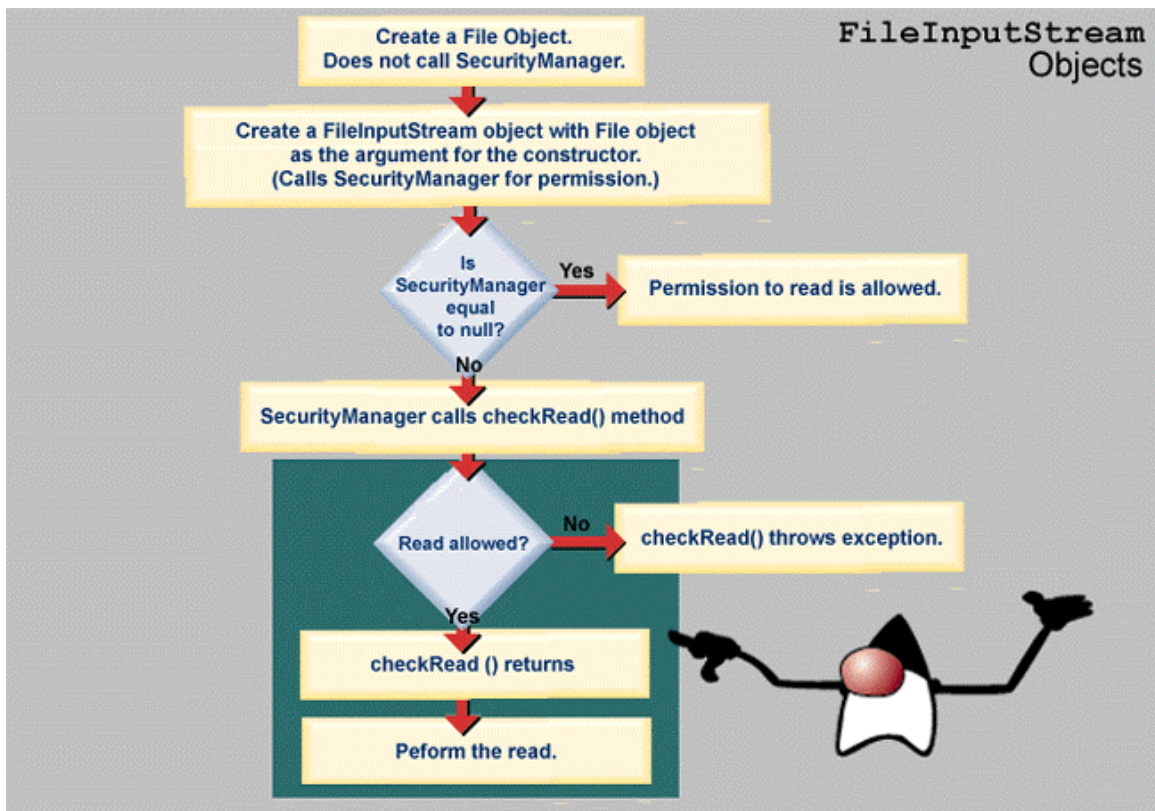 FileInputStream
Objects
Create a File Object.
Does not call SecurityManager.
Create a FileInputStream object with File object
as the argument for the constructor.
(Calls SecurityManager for permission.)
Is
SecurityManager
equal
to null?
Yes
Permission to read is allowed.
No
SecurityManager calls checkRead() method
Read allowed?
No
checkRead() throws exception.
Yes
checkRead () returns
Peform the read.